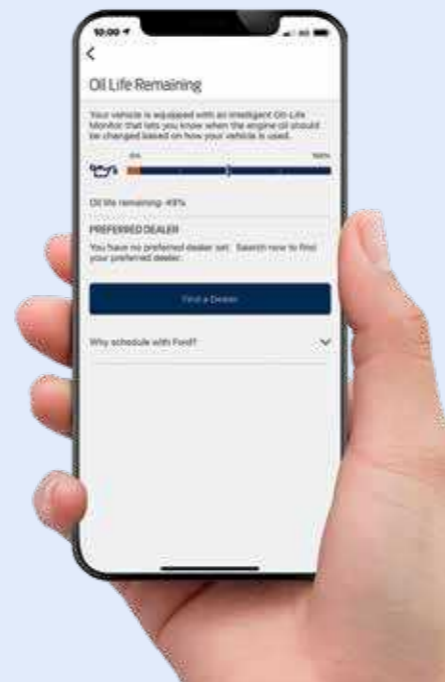 10:00
Oil Life Remaining
Your vehicle is equipped with an Intelligent Oil-Life
Monitor that lets you know when the engine oil should
be changed based on how your vehicle is used.
0% 100%
Oil life remaining: 49%
PREFERRED DEALER
You have no preferred dealer set. Search now to find
your preferred dealer.
Find a Dealer
Why schedule with Ford?